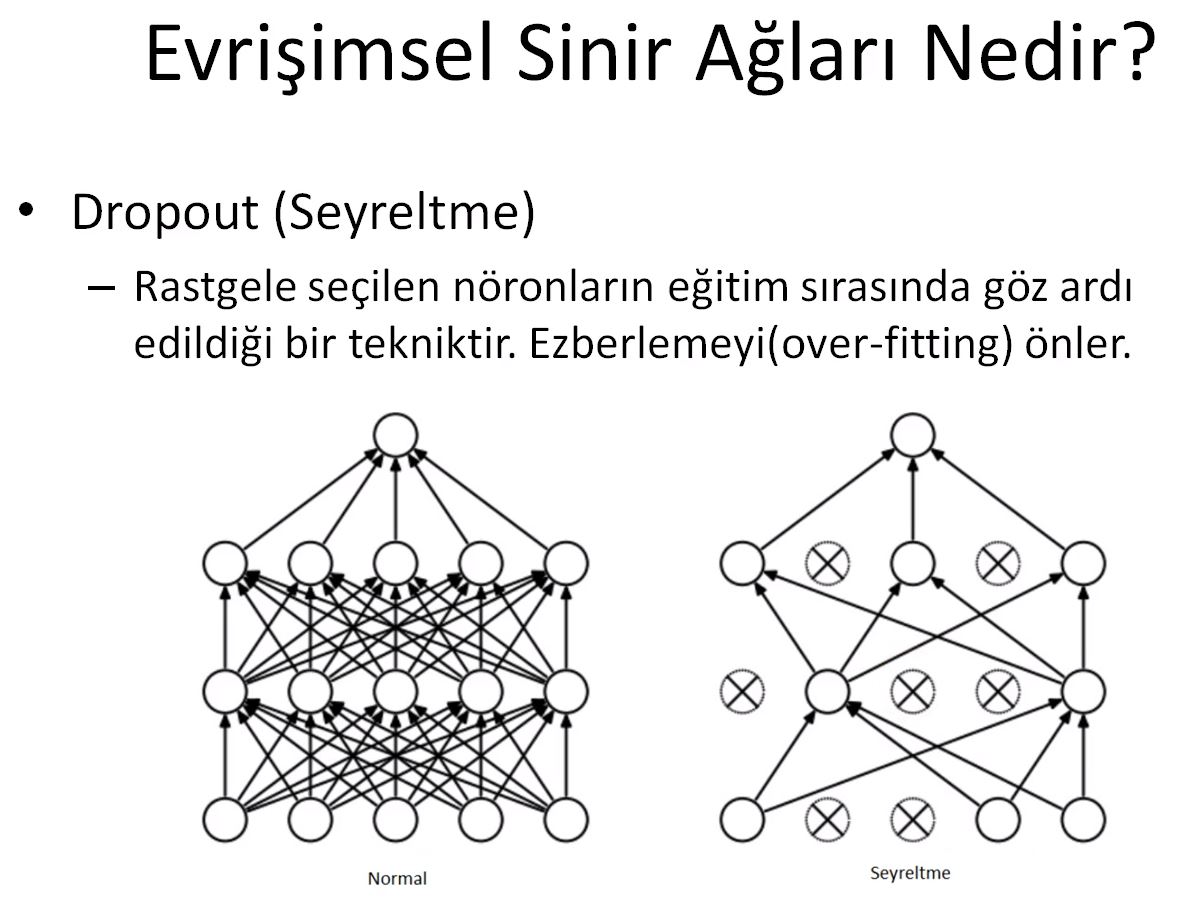 Evrişimsel Sinir Ağları Nedir?
• Dropout (Seyreltme)
– Rastgele seçilen nöronların eğitim sırasında göz ardı
edildiği bir tekniktir. Ezberlemeyi(over-fitting) önler.
Normal
Seyreltme